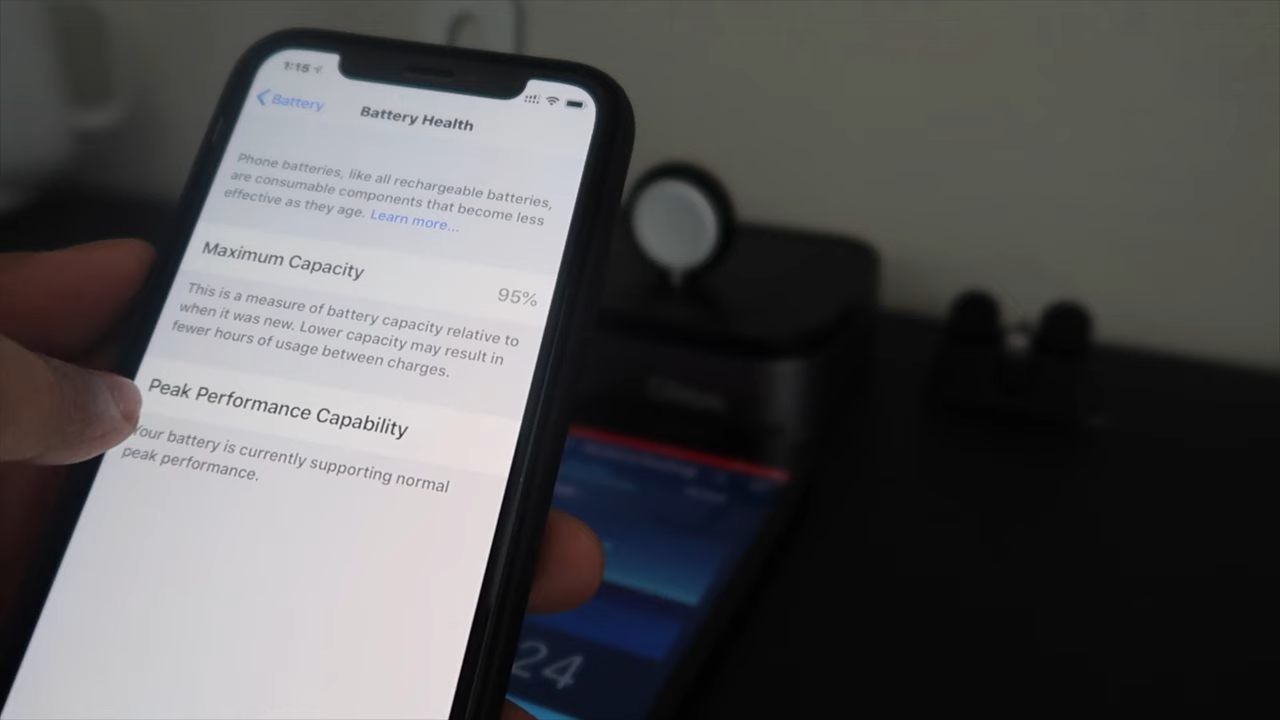 1:15
Battery
Battery Health
Phone batteries, like all rechargeable batteries,
are consumable components that become less
effective as they age. Learn more...
Maximum Capacity
95%
This is a measure of battery capacity relative to
when it was new. Lower capacity may result in
fewer hours of usage between charges.
Peak Performance Capability
Your battery is currently supporting normal
peak performance.
24